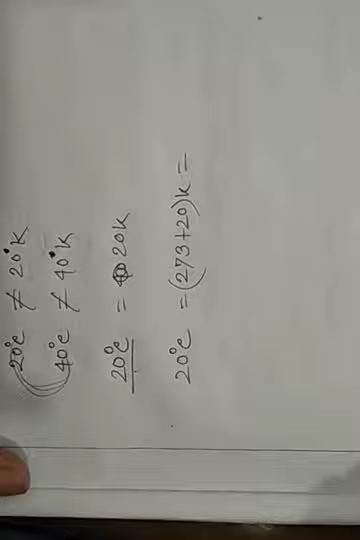 20°C ≠ 20°K
40°C ≠ 40°K
20°C = 20K
20°C = (273+20)K =